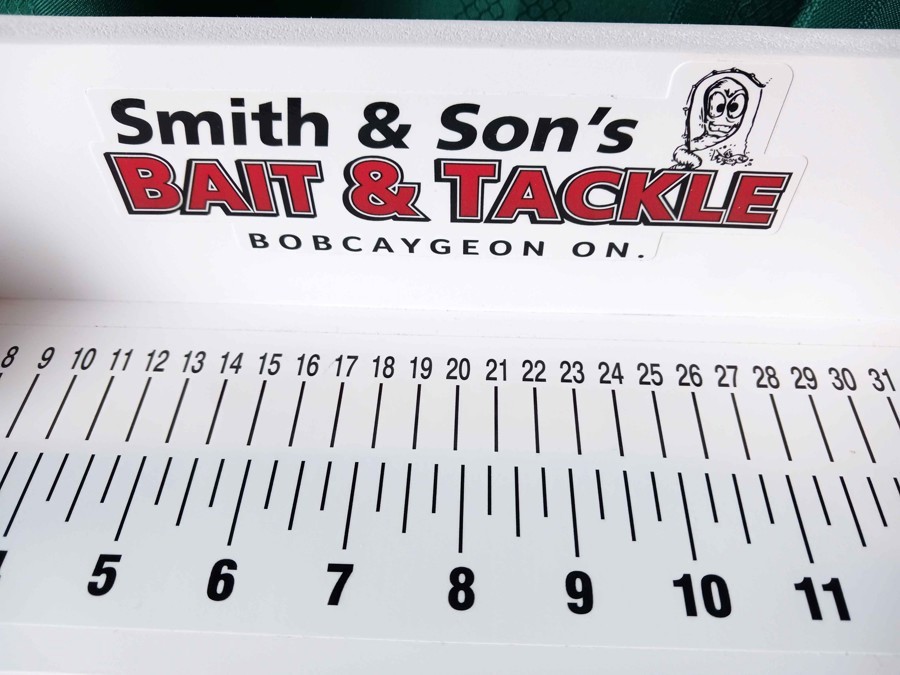 Smith & Son's
BAIT & TACKLE
BOBCAYGEON ON.
8 9 10 11 12 13 14 15 16 17 18 19 20 21 22 23 24 25 26 27 28 29 30 31
5 6 7 8 9 10 11